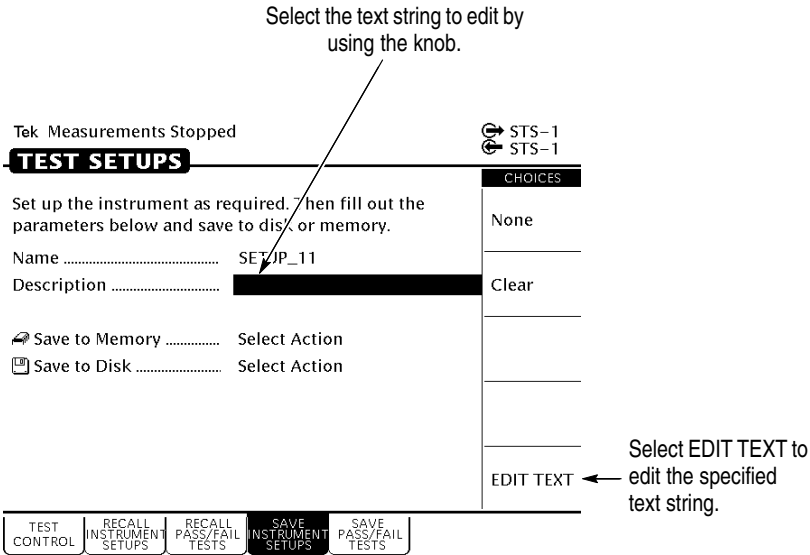 Select the text string to edit by
using the knob.
Tek Measurements Stopped
STS–1
STS–1
TEST SETUPS
CHOICES
Set up the instrument as required. Then fill out the
parameters below and save to disk or memory.
None
Name ........................................ SETUP_11
Description ............................ Clear
Save to Memory .............. Select Action
Save to Disk ...................... Select Action
EDIT TEXT
Select EDIT TEXT to
edit the specified
text string.
TEST
CONTROL
RECALL
INSTRUMENT
SETUPS
RECALL
PASS/FAIL
TESTS
SAVE
INSTRUMENT
SETUPS
SAVE
PASS/FAIL
TESTS